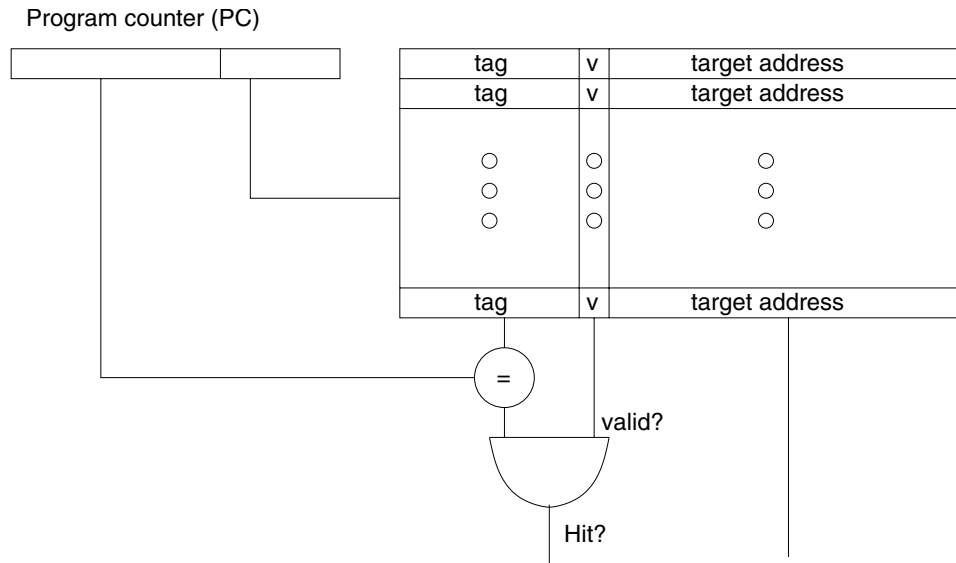 Program counter (PC)
tag v target address
tag v target address
tag v target address
=
valid?
Hit?